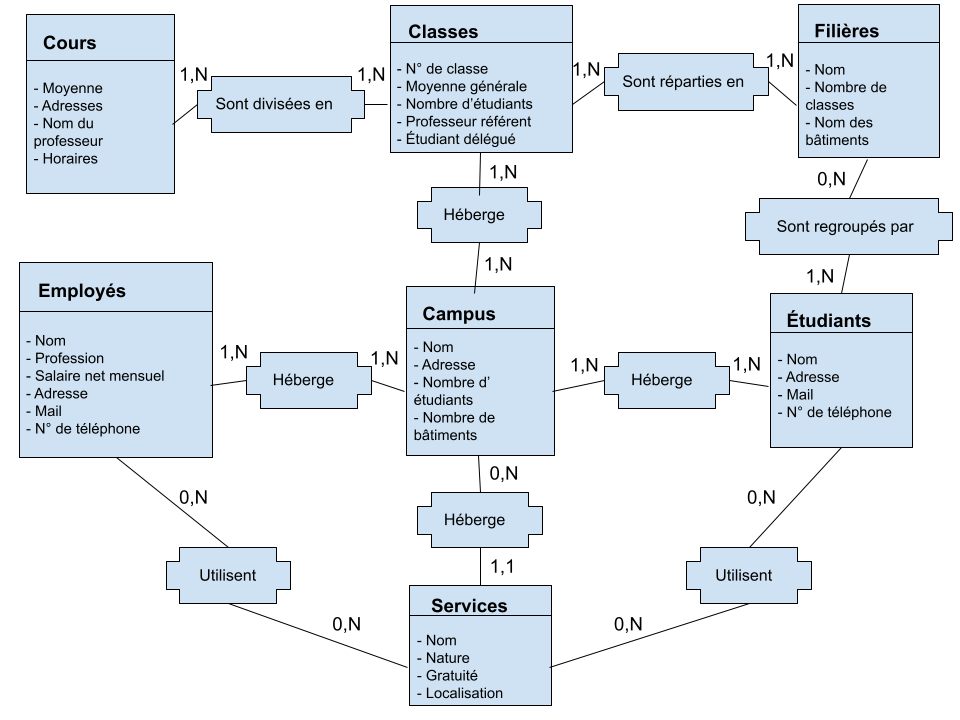 Cours
- Moyenne
- Adresses
- Nom du
professeur
- Horaires
1,N
Sont divisées en
1,N
Classes
- N° de classe
- Moyenne générale
- Nombre d'étudiants
- Professeur référent
- Étudiant délégué
1,N
Sont réparties en
1,N
Filières
- Nom
- Nombre de
classes
- Nom des
bâtiments
1,N
Héberge
1,N
0,N
Sont regroupés par
1,N
Employés
- Nom
- Profession
- Salaire net mensuel
- Adresse
- Mail
- N° de téléphone
1,N
Héberge
1,N
Campus
- Nom
- Adresse
- Nombre d'
étudiants
- Nombre de
bâtiments
1,N
Héberge
1,N
Étudiants
- Nom
- Adresse
- Mail
- N° de téléphone
0,N
Utilisent
0,N
0,N
Héberge
1,1
0,N
Utilisent
0,N
Services
- Nom
- Nature
- Gratuité
- Localisation